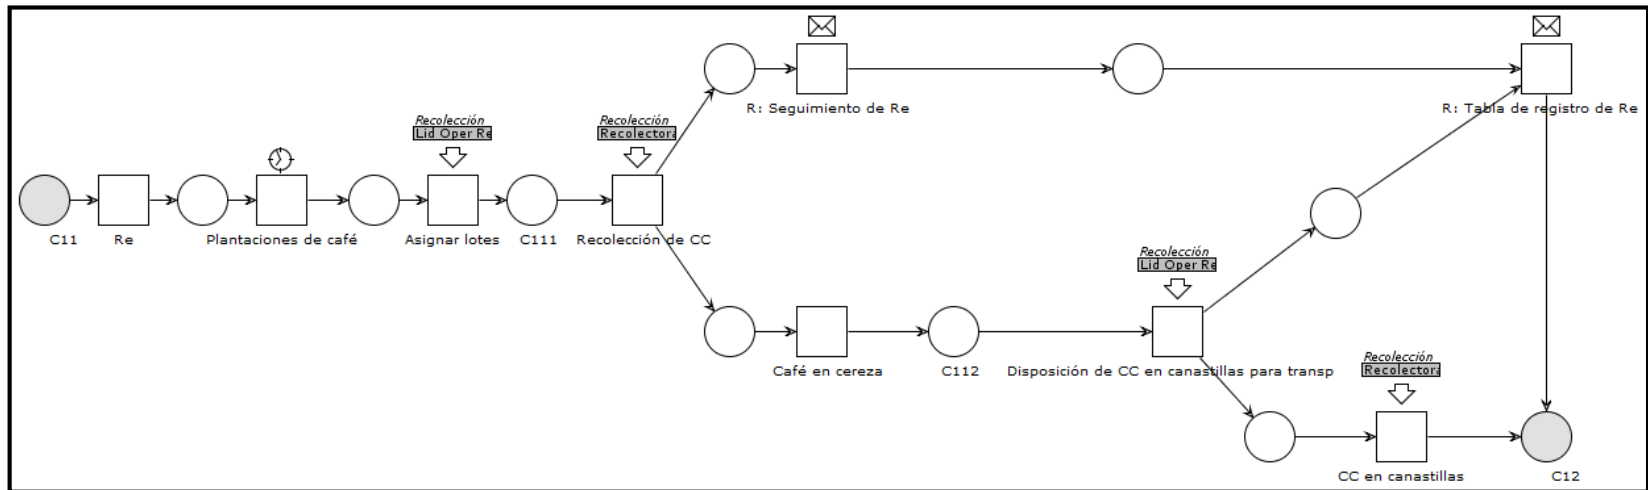 R: Seguimiento de Re
R: Tabla de registro de Re
Recolección
Lid Oper Re
Recolección
Recolectora
C11
Re
Plantaciones de café
Asignar lotes
C111
Recolección de CC
Recolección
Lid Oper Re
Café en cereza
C112
Disposición de CC en canastillas para transp
Recolección
Recolectora
CC en canastillas
C12